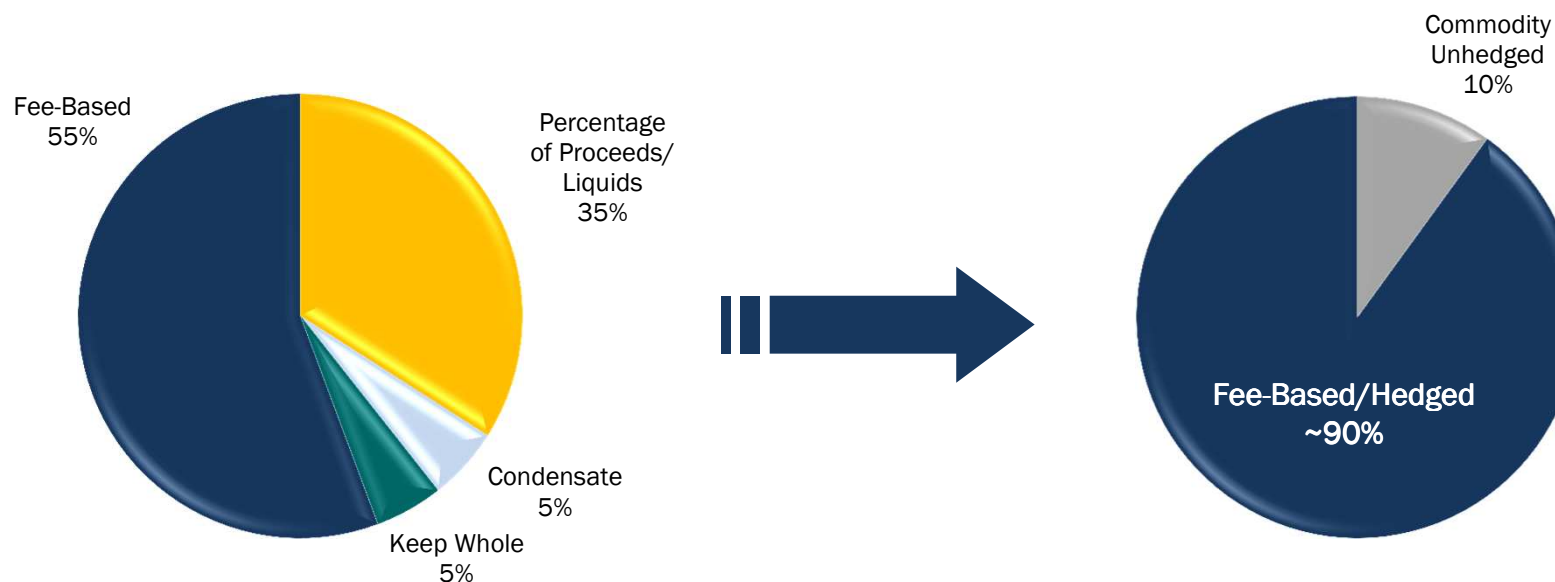 Fee-Based
55%
Percentage
of Proceeds/
Liquids
35%
Condensate
5%
Keep Whole
5%
Commodity
Unhedged
10%
Fee-Based/Hedged
~90%